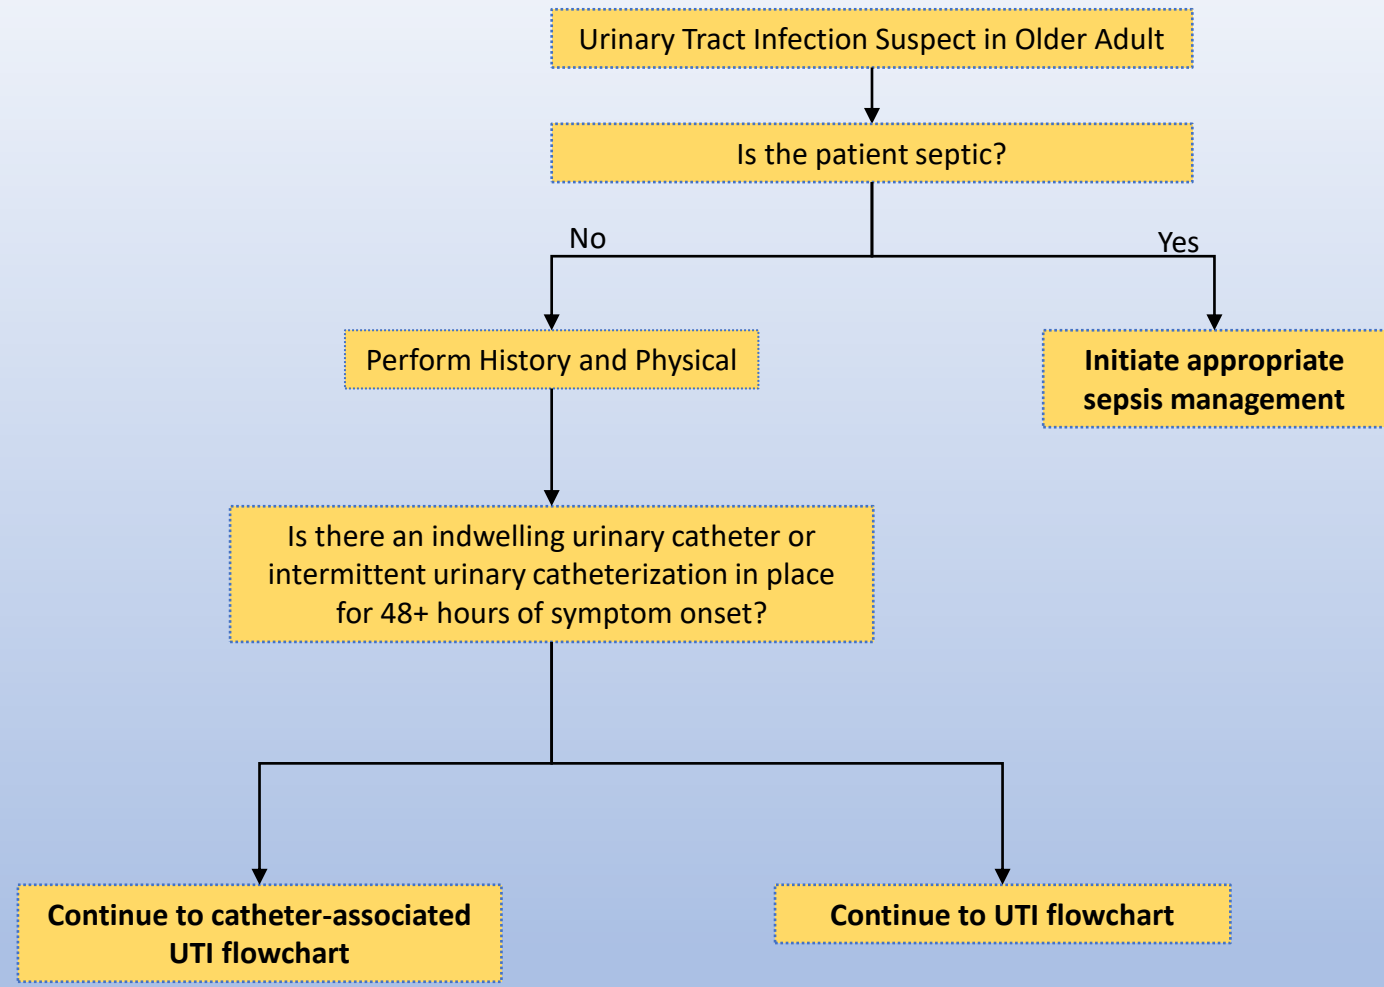 Urinary Tract Infection Suspect in Older Adult
Is the patient septic?
No
Yes
Perform History and Physical
Initiate appropriate
sepsis management
Is there an indwelling urinary catheter or
intermittent urinary catheterization in place
for 48+ hours of symptom onset?
Continue to catheter-associated
UTI flowchart
Continue to UTI flowchart